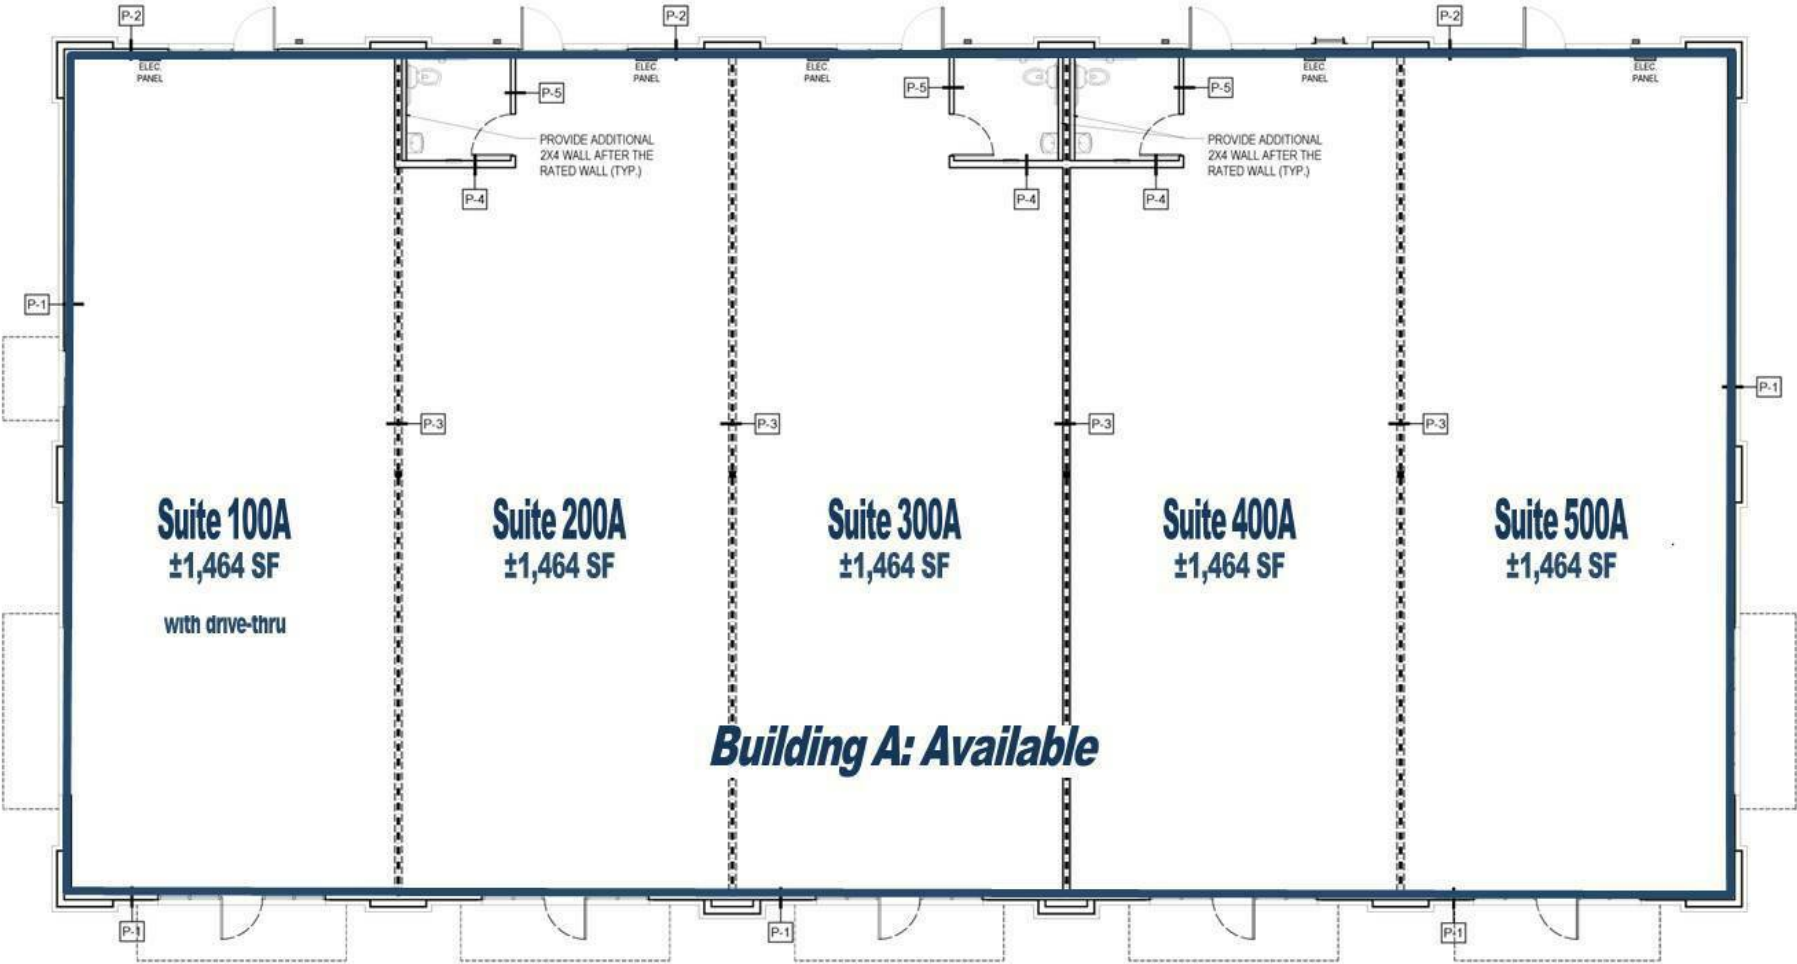 P-2
P-2
P-2
ELEC.
PANEL
ELEC.
PANEL
ELEC.
PANEL
ELEC.
PANEL
ELEC.
PANEL
P-5
P-5
P-5
PROVIDE ADDITIONAL
2X4 WALL AFTER THE
RATED WALL (TYP.)
PROVIDE ADDITIONAL
2X4 WALL AFTER THE
RATED WALL (TYP.)
P-4
P-4
P-4
P-1
P-1
P-3
P-3
P-3
P-3
Suite 100A
±1,464 SF
with drive-thru
Suite 200A
±1,464 SF
Suite 300A
±1,464 SF
Suite 400A
±1,464 SF
Suite 500A
±1,464 SF
Building A: Available
P-1
P-1
P-1